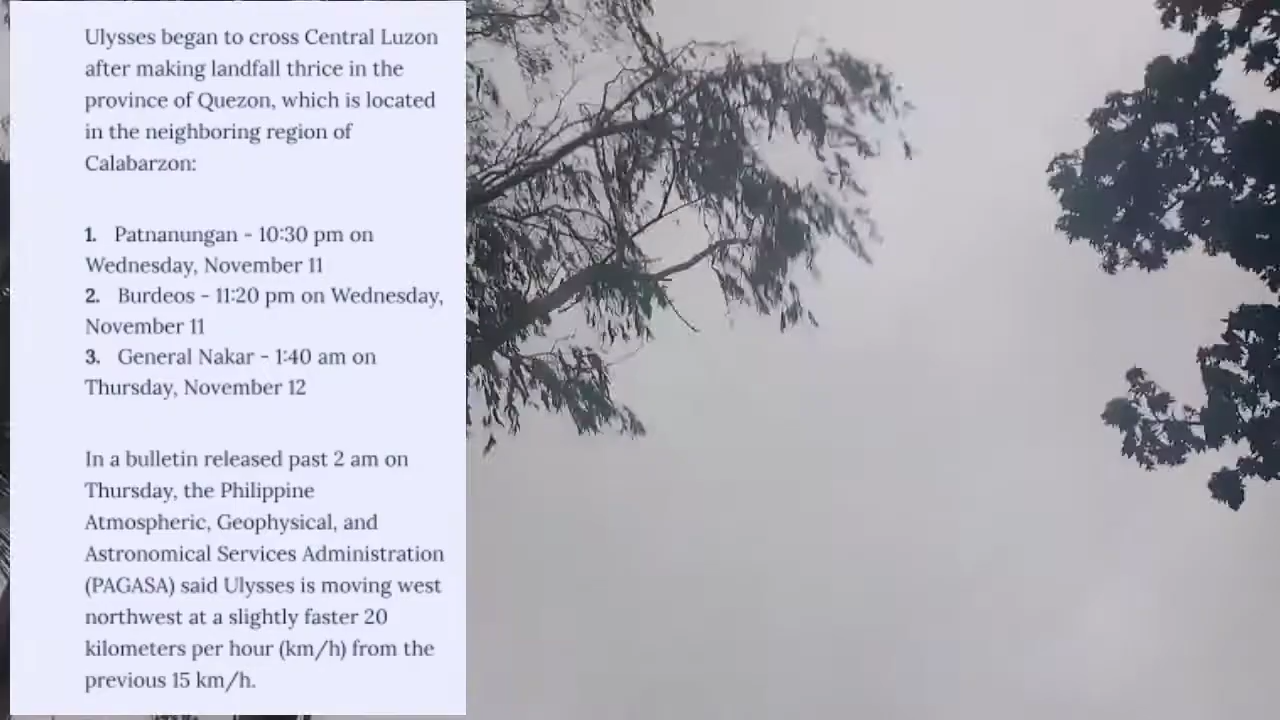 Ulysses began to cross Central Luzon
after making landfall thrice in the
province of Quezon, which is located
in the neighboring region of
Calabarzon:
1. Patnanungan - 10:30 pm on
Wednesday, November 11
2. Burdeos - 11:20 pm on Wednesday,
November 11
3. General Nakar - 1:40 am on
Thursday, November 12
In a bulletin released past 2 am on
Thursday, the Philippine
Atmospheric, Geophysical, and
Astronomical Services Administration
(PAGASA) said Ulysses is moving west
northwest at a slightly faster 20
kilometers per hour (km/h) from the
previous 15 km/h.